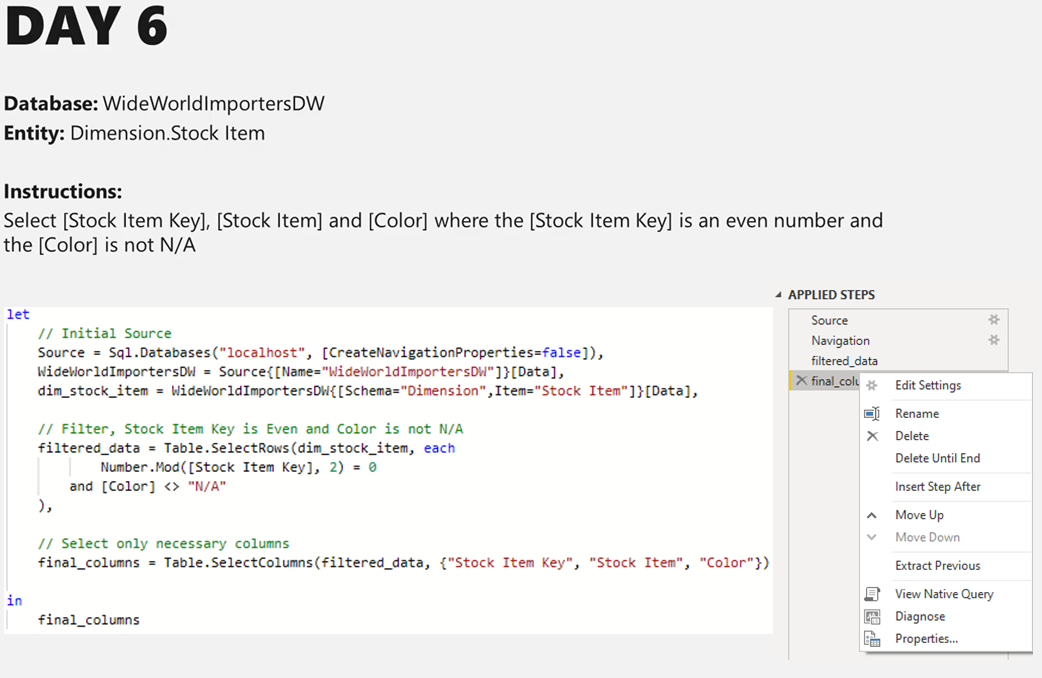 DAY 6
Database: WideWorldImportersDW
Entity: Dimension.Stock Item
Instructions:
Select [Stock Item Key], [Stock Item] and [Color] where the [Stock Item Key] is an even number and
the [Color] is not N/A
let
// Initial Source
Source = Sql.Databases("localhost", [CreateNavigationProperties=false]),
WideWorldImportersDW = Source{[Name="WideWorldImportersDW"]}[Data],
dim_stock_item = WideWorldImportersDW{[Schema="Dimension",Item="Stock Item"]}[Data],
// Filter, Stock Item Key is Even and Color is not N/A
filtered_data = Table.SelectRows(dim_stock_item, each
Number.Mod([Stock Item Key], 2) = 0
and [Color] <> "N/A"
),
// Select only necessary columns
final_columns = Table.SelectColumns(filtered_data, {"Stock Item Key", "Stock Item", "Color"})
in
final_columns
APPLIED STEPS
Source
Navigation
filtered_data
final_colu
Edit Settings
Rename
Delete
Delete Until End
Insert Step After
Move Up
Move Down
Extract Previous
View Native Query
Diagnose
Properties...